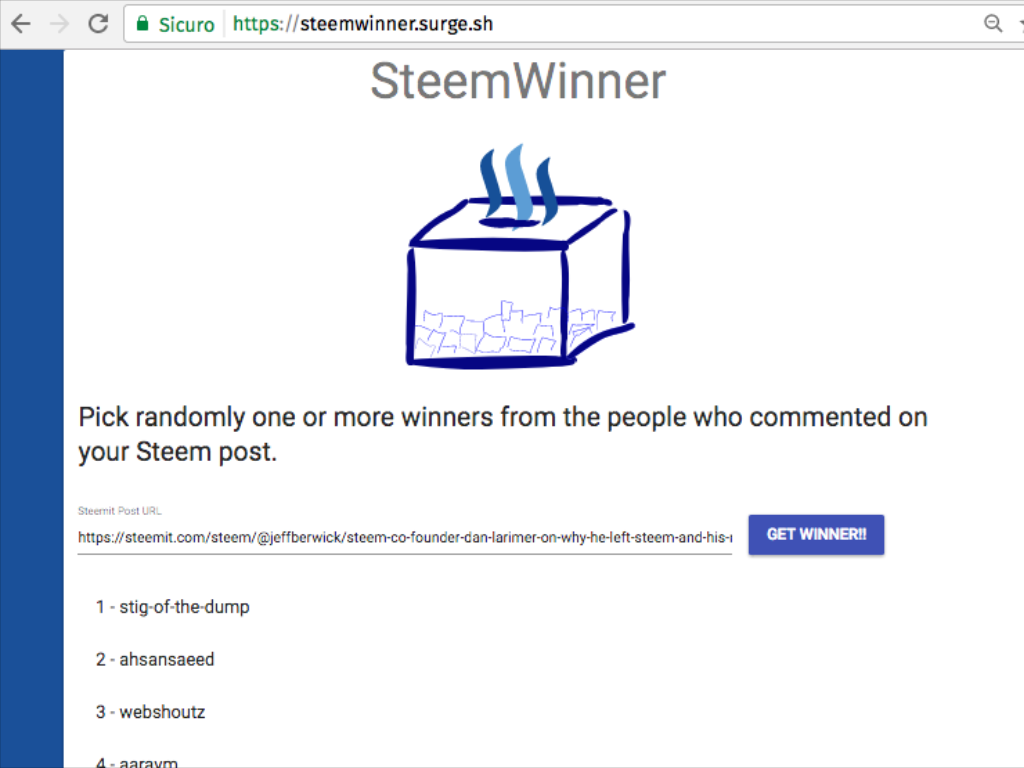 Sicuro https://steemwinner.surge.sh
SteemWinner
Pick randomly one or more winners from the people who commented on
your Steem post.
Steemit Post URL
https://steemit.com/steem/@jeffberwick/steem-co-founder-dan-larimer-on-why-he-left-steem-and-his-
GET WINNER!!
1 - stig-of-the-dump
2 - ahsansaeed
3 - webshoutz
4 - aaraym